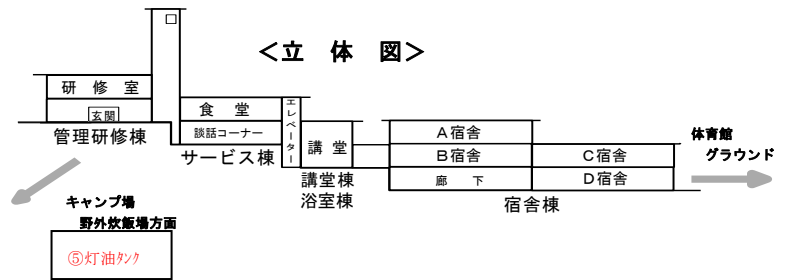 <立 体 図>
研 修 室
玄関
管理研修棟
食 堂
談話コーナー
サービス棟
エレベーター
講 堂
講堂棟
浴室棟
A宿舎
B宿舎
廊 下
C宿舎
D宿舎
宿舎棟
体育館
グラウンド
キャンプ場
野外炊飯場方面
⑤灯油タンク